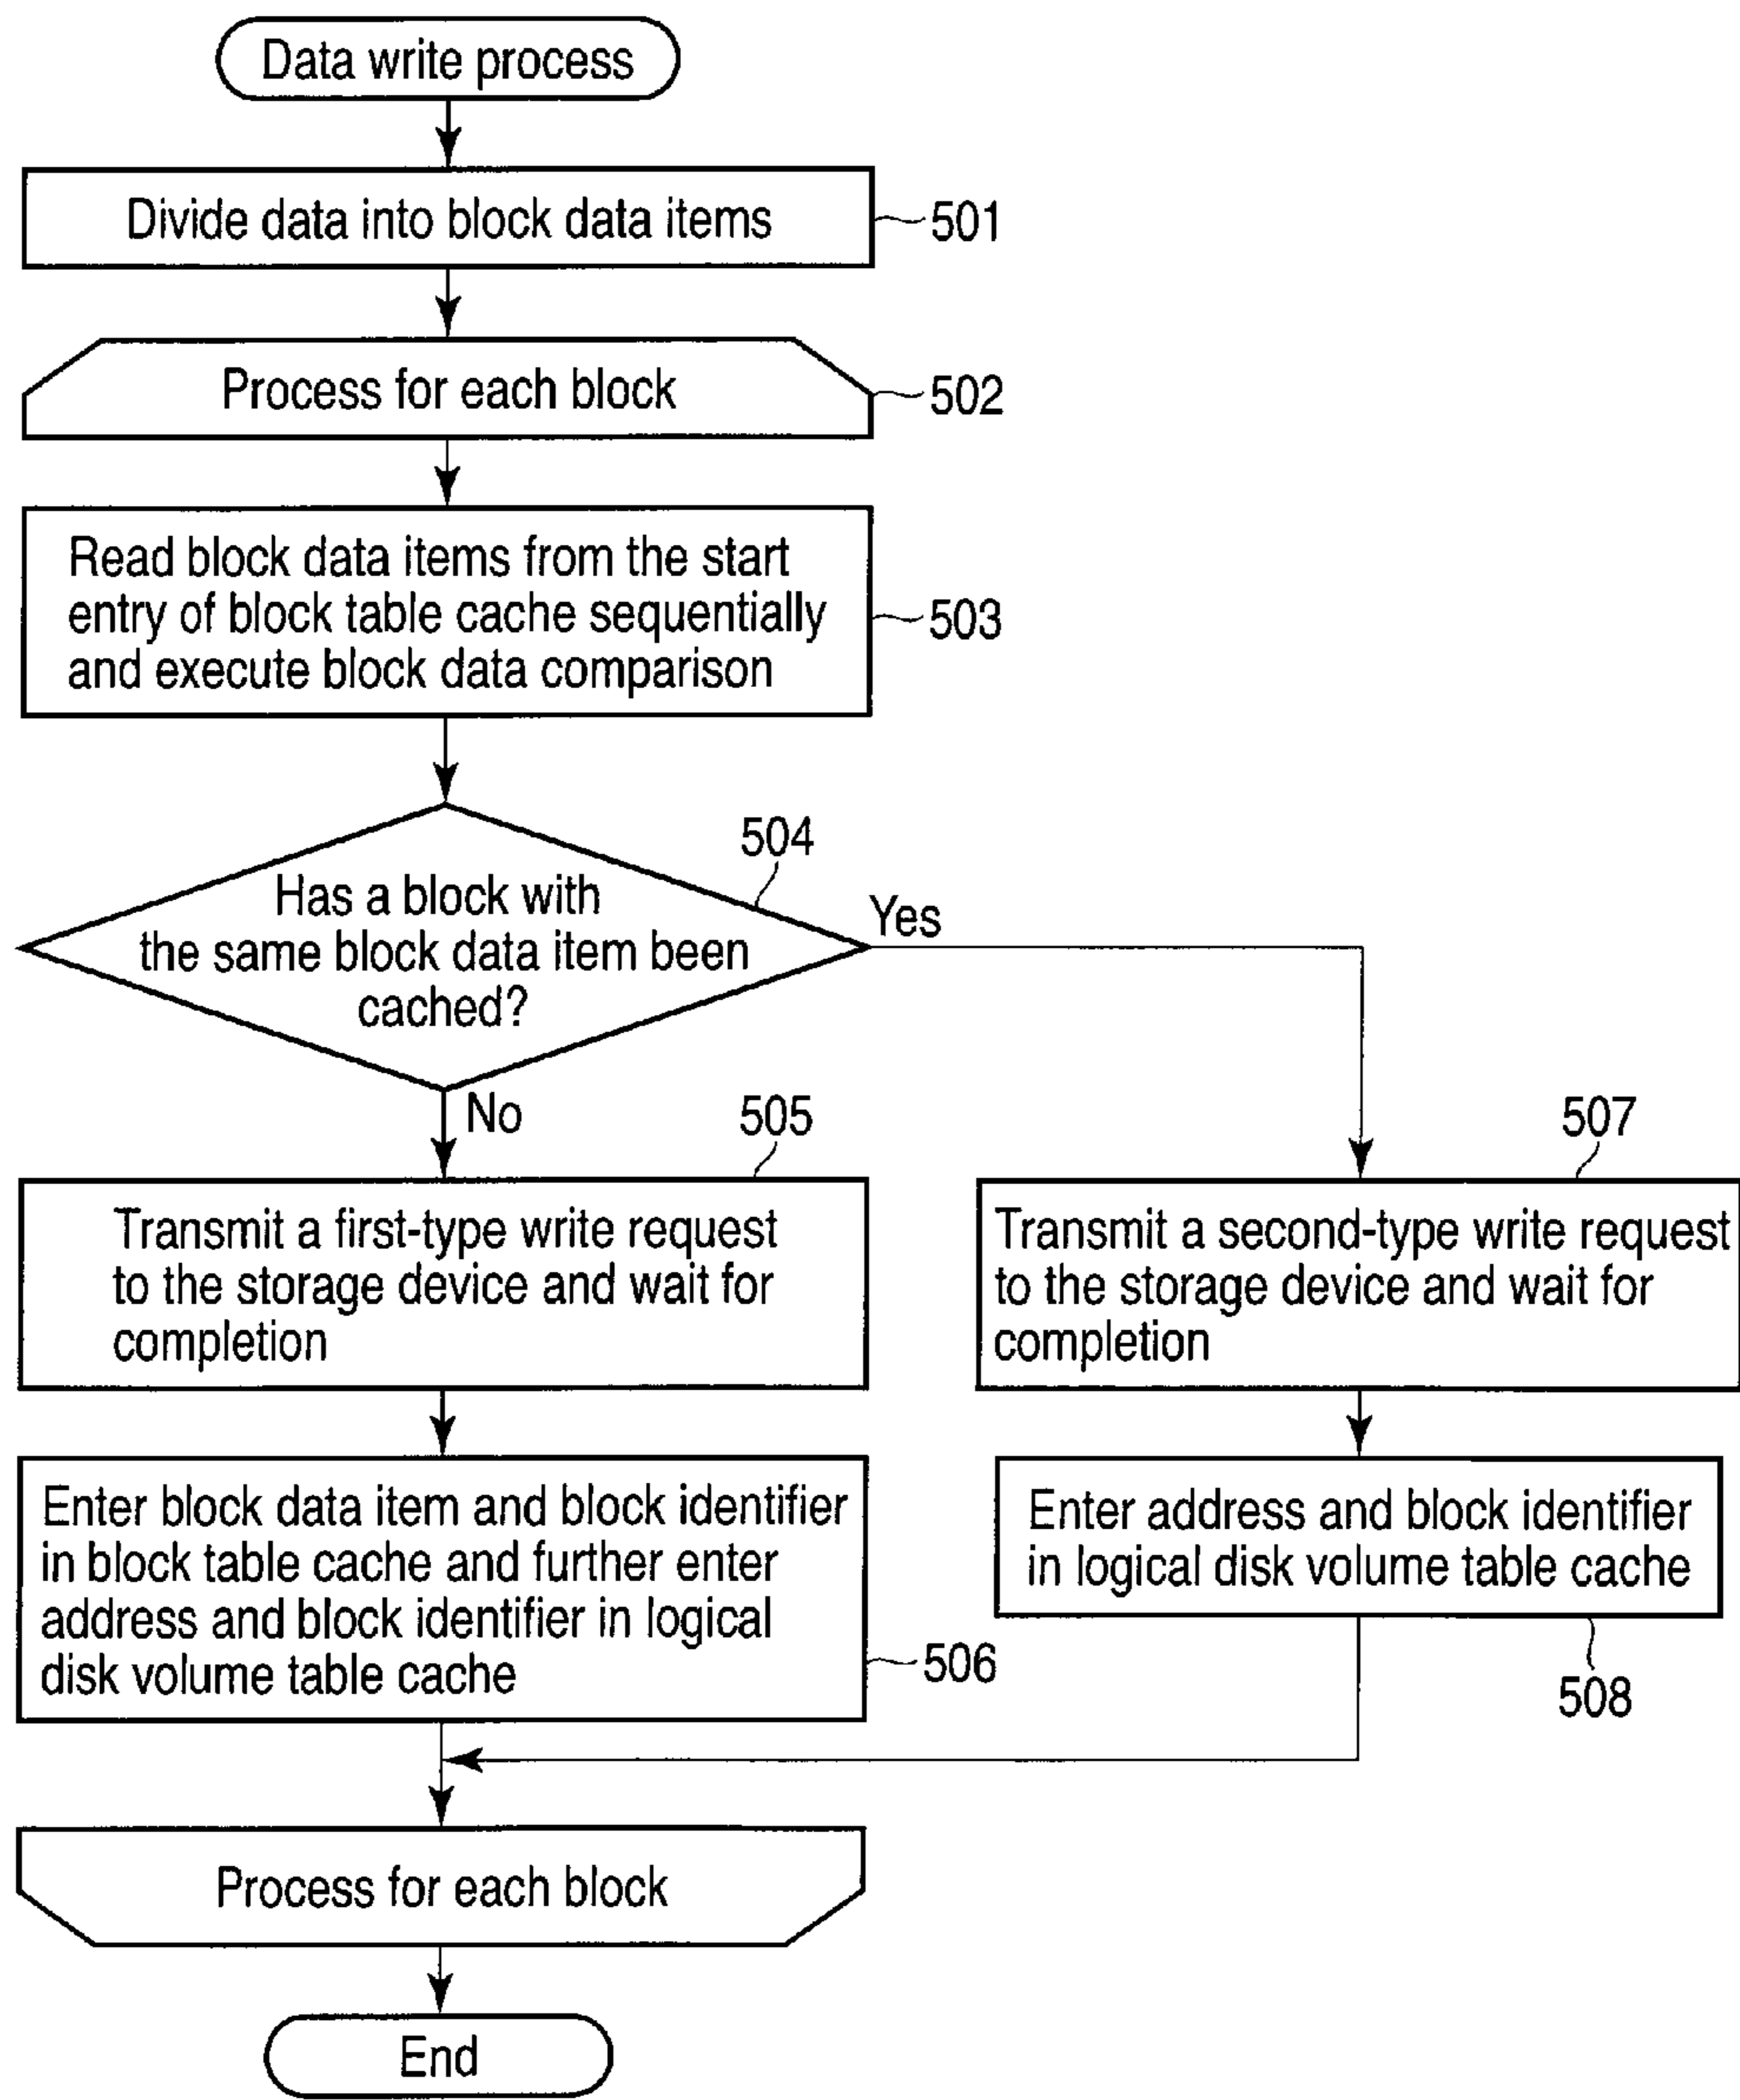 Data write process
Divide data into block data items
501
Process for each block
502
Read block data items from the start
entry of block table cache sequentially
and execute block data comparison
503
504
Has a block with
the same block data item been
cached?
Yes
No
505
Transmit a first-type write request
to the storage device and wait for
completion
507
Transmit a second-type write request
to the storage device and wait for
completion
Enter block data item and block identifier
in block table cache and further enter
address and block identifier in logical
disk volume table cache
506
Enter address and block identifier
in logical disk volume table cache
508
Process for each block
End